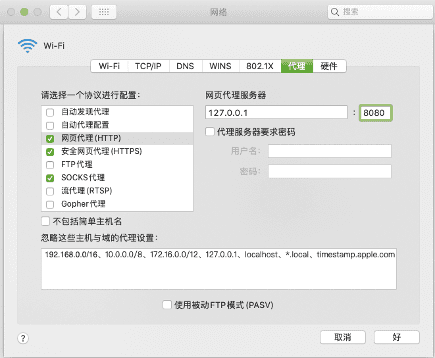 网络
搜索
Wi-Fi
Wi-Fi TCP/IP DNS WINS 802.1X 代理 硬件
请选择一个协议进行配置:
自动发现代理
自动代理配置
网页代理 (HTTP)
安全网页代理 (HTTPS)
FTP代理
SOCKS代理
流代理 (RTSP)
Gopher代理
网页代理服务器
127.0.0.1 : 8080
代理服务器要求密码
用户名:
密码:
不包括简单主机名
忽略这些主机与域的代理设置:
192.168.0.0/16、10.0.0.0/8、172.16.0.0/12、127.0.0.1、localhost、*.local、timestamp.apple.com
使用被动FTP模式 (PASV)
?
取消 好